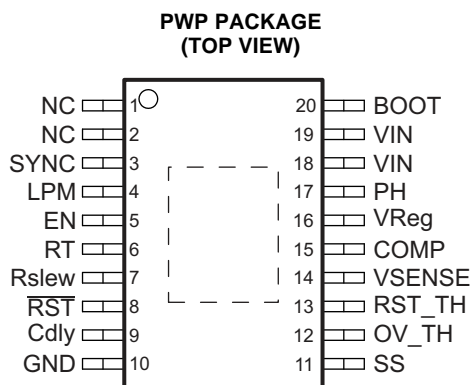 PWP PACKAGE
(TOP VIEW)
NC 1 20 BOOT
NC 2 19 VIN
SYNC 3 18 VIN
LPM 4 17 PH
EN 5 16 VReg
RT 6 15 COMP
Rslew 7 14 VSENSE
R̅S̅T̅ 8 13 RST_TH
Cdly 9 12 OV_TH
GND 10 11 SS